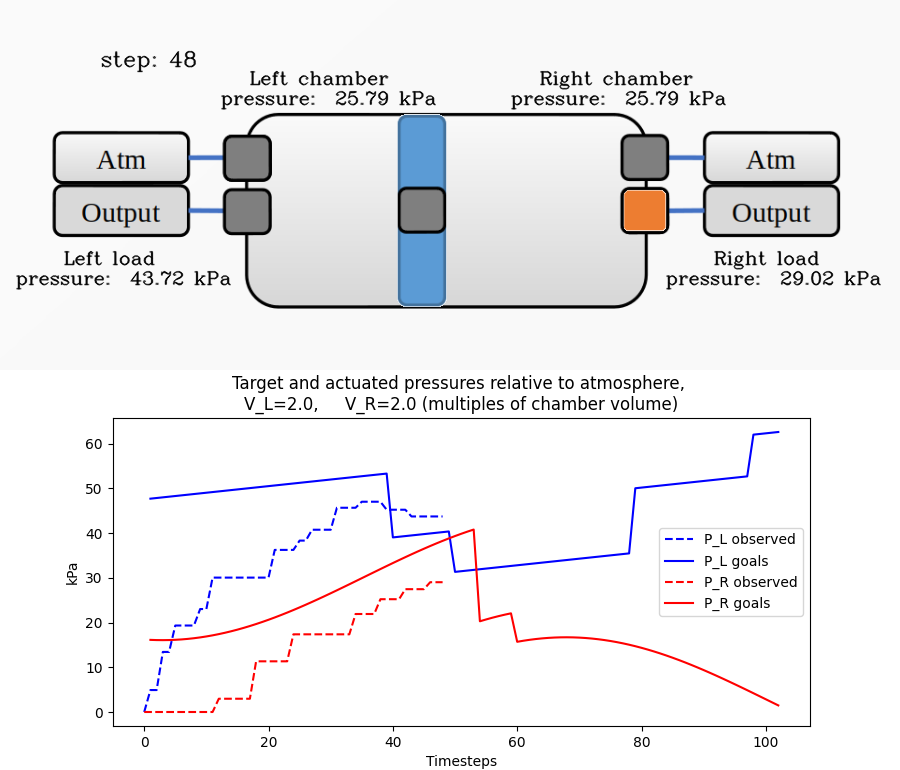 step: 48
Left chamber
pressure: 25.79 kPa
Right chamber
pressure: 25.79 kPa
Atm
Output
Atm
Output
Left load
pressure: 43.72 kPa
Right load
pressure: 29.02 kPa
Target and actuated pressures relative to atmosphere,
V_L=2.0, V_R=2.0 (multiples of chamber volume)
kPa
60
50
40
30
20
10
0
P_L observed
P_L goals
P_R observed
P_R goals
0 20 40 60 80 100
Timesteps